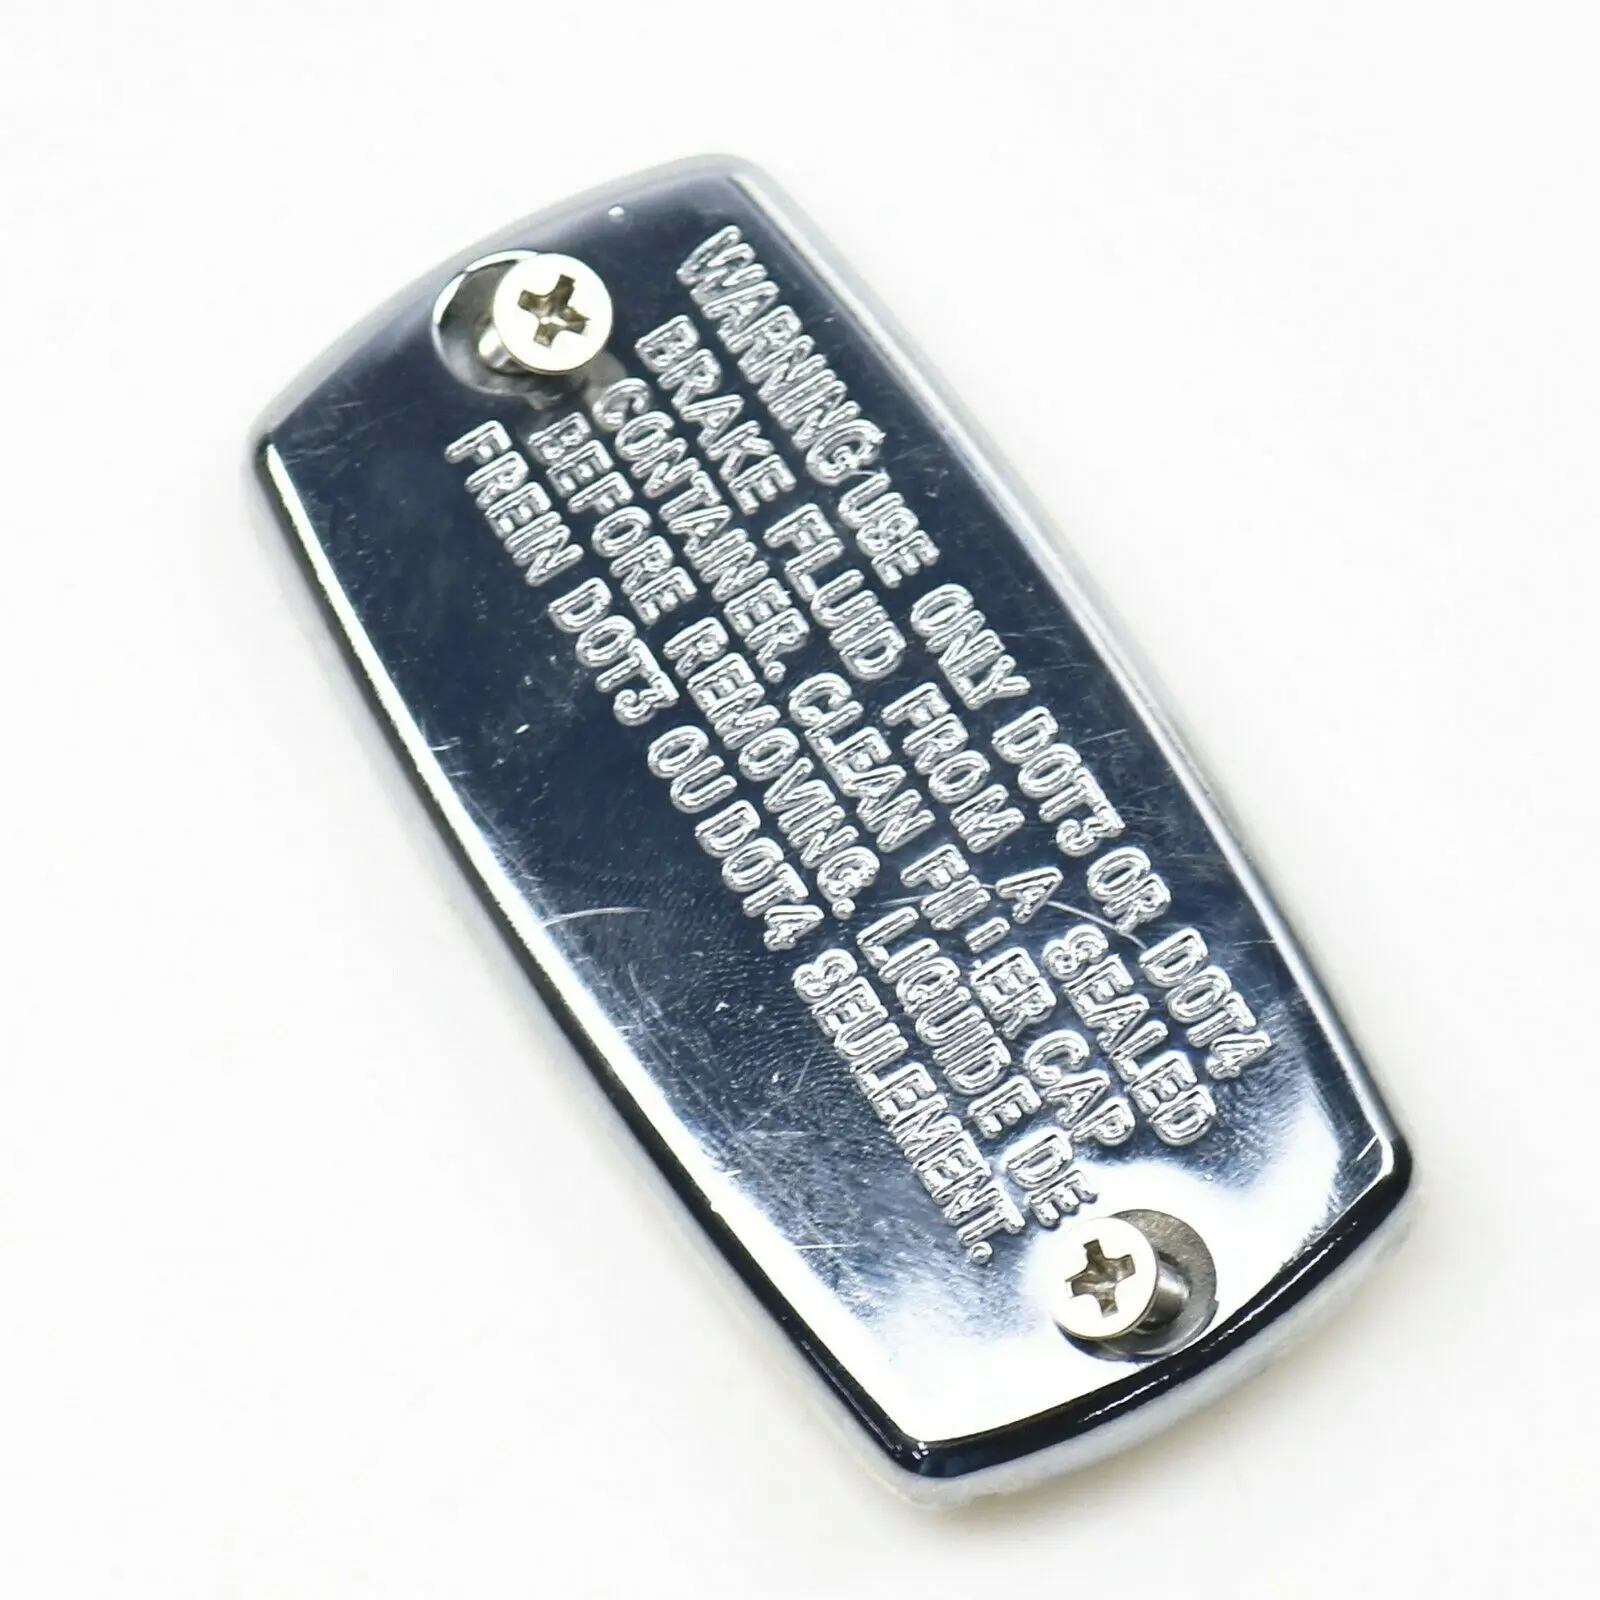 WARNING USE ONLY DOT3 OR DOT4
BRAKE FLUID FROM A SEALED
CONTAINER. CLEAN FILLER CAP
BEFORE REMOVING. LIQUIDE DE
FREIN DOT3 OU DOT4 SEULEMENT.